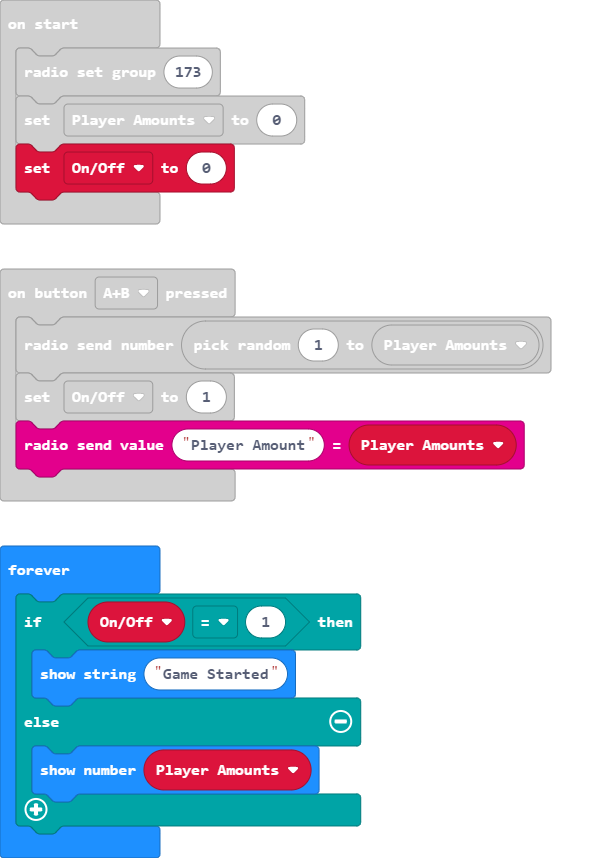 on start
radio set group 173
set Player Amounts to 0
set On/Off to 0
on button A+B pressed
radio send number pick random 1 to Player Amounts
set On/Off to 1
radio send value "Player Amount" = Player Amounts
forever
if On/Off = 1 then
show string "Game Started"
else
show number Player Amounts